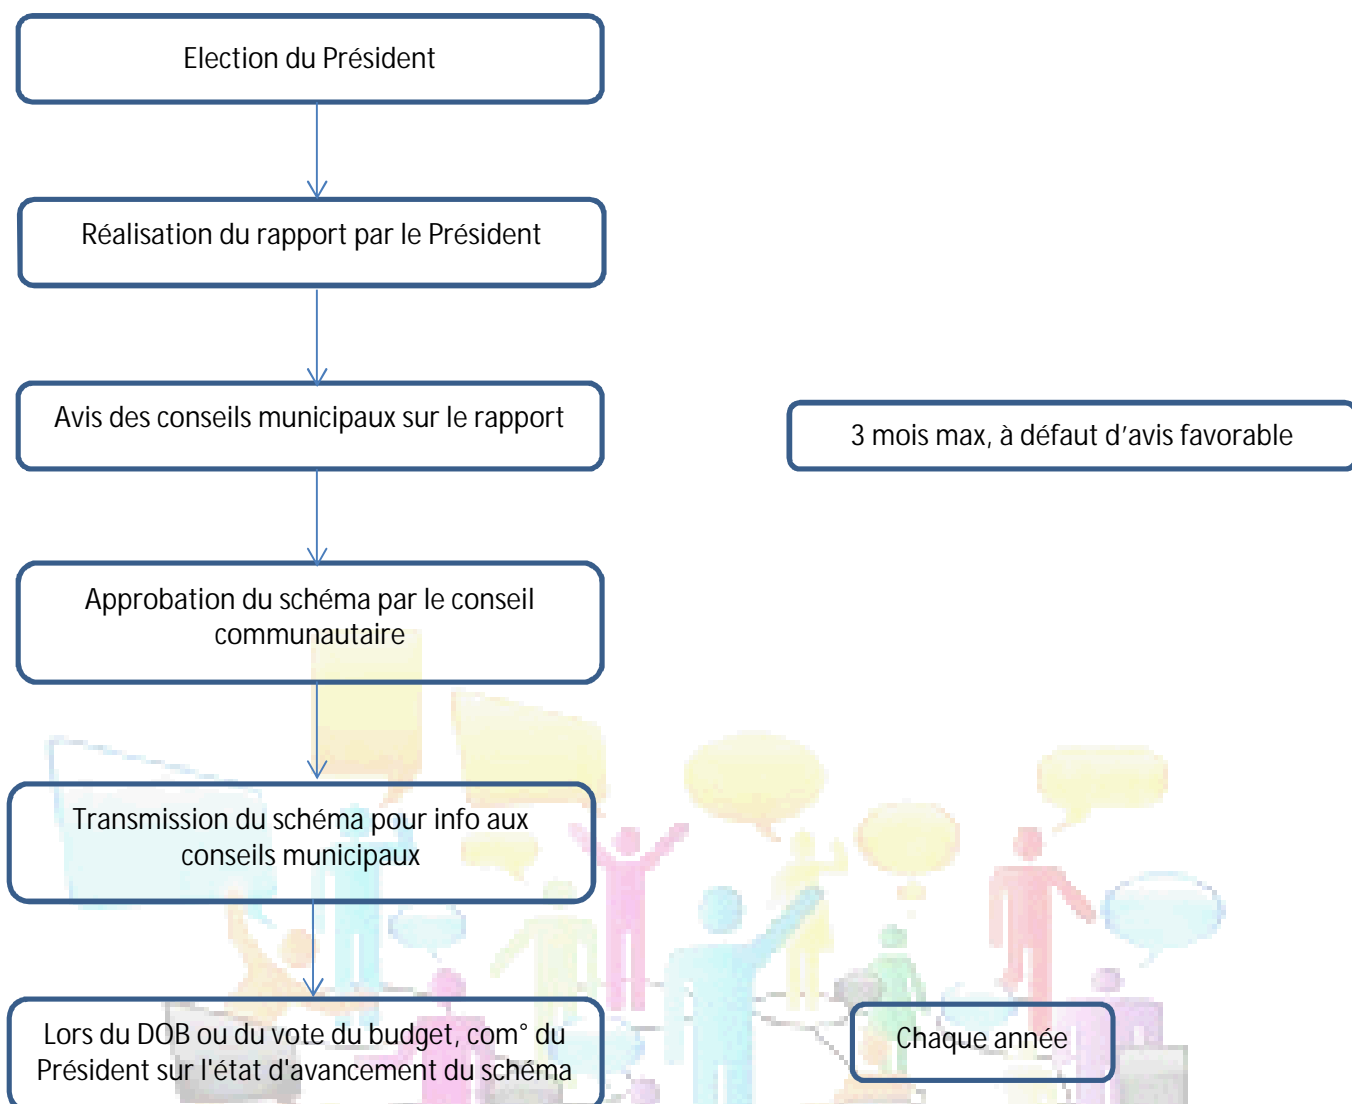 Election du Président
Réalisation du rapport par le Président
Avis des conseils municipaux sur le rapport
3 mois max, à défaut d’avis favorable
Approbation du schéma par le conseil
communautaire
Transmission du schéma pour info aux
conseils municipaux
Lors du DOB ou du vote du budget, com° du
Président sur l'état d'avancement du schéma
Chaque année